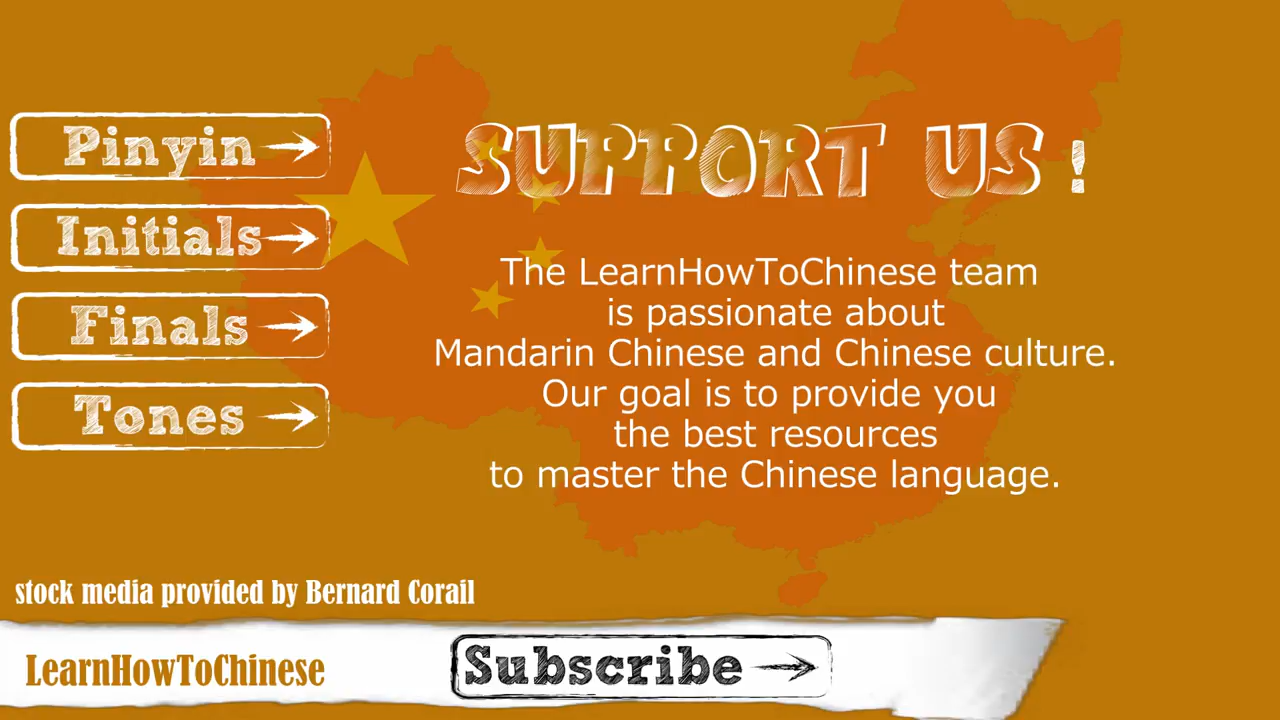 Pinyin
Initials
Finals
Tones
SUPPORT US !
The LearnHowToChinese team
is passionate about
Mandarin Chinese and Chinese culture.
Our goal is to provide you
the best resources
to master the Chinese language.
stock media provided by Bernard Corail
LearnHowToChinese
Subscribe